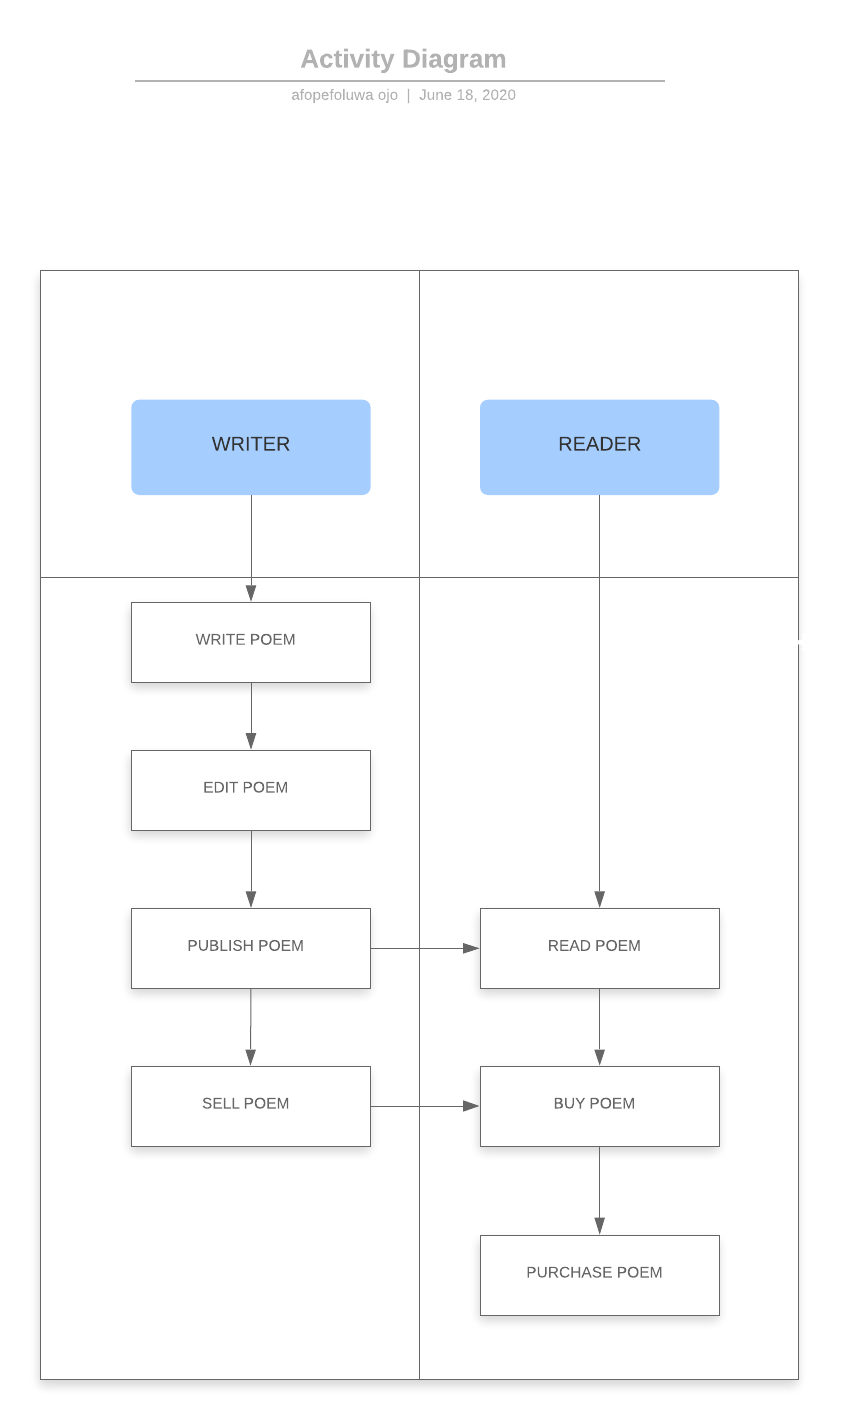 Activity Diagram
afopefoluwa ojo | June 18, 2020
WRITER
READER
WRITE POEM
EDIT POEM
PUBLISH POEM
READ POEM
SELL POEM
BUY POEM
PURCHASE POEM